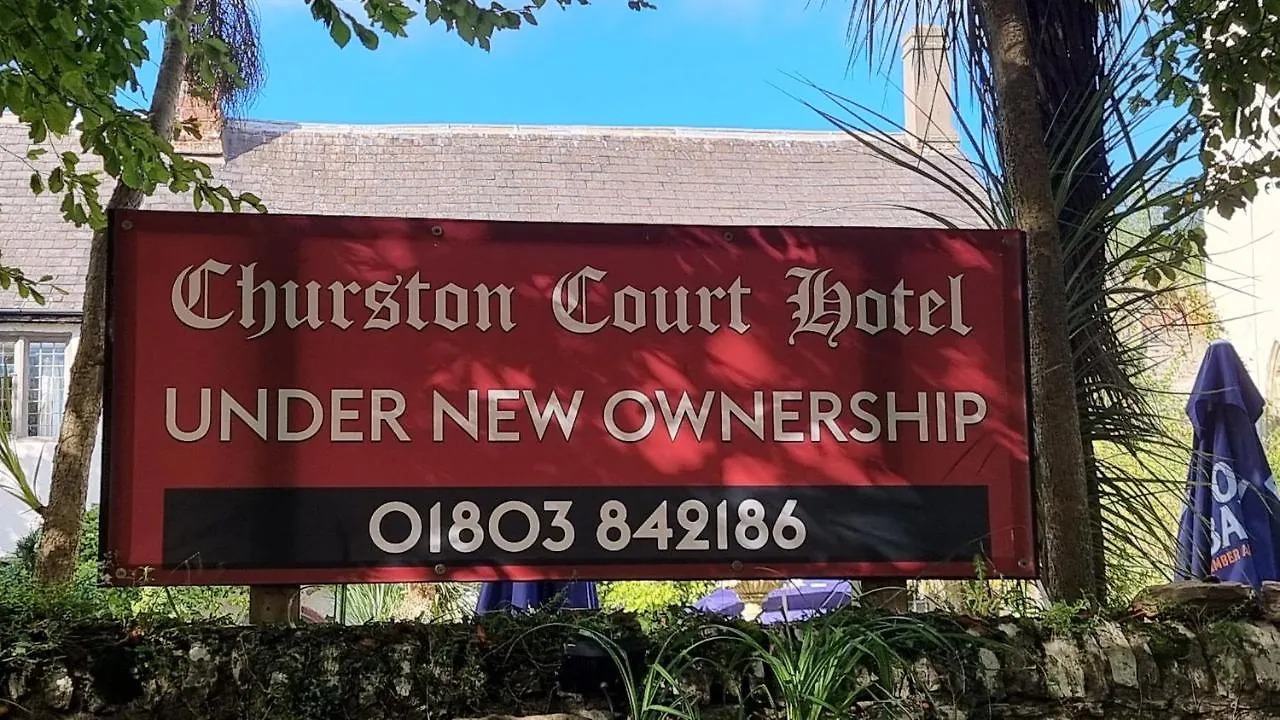 Churston Court Hotel
UNDER NEW OWNERSHIP
01803 842186